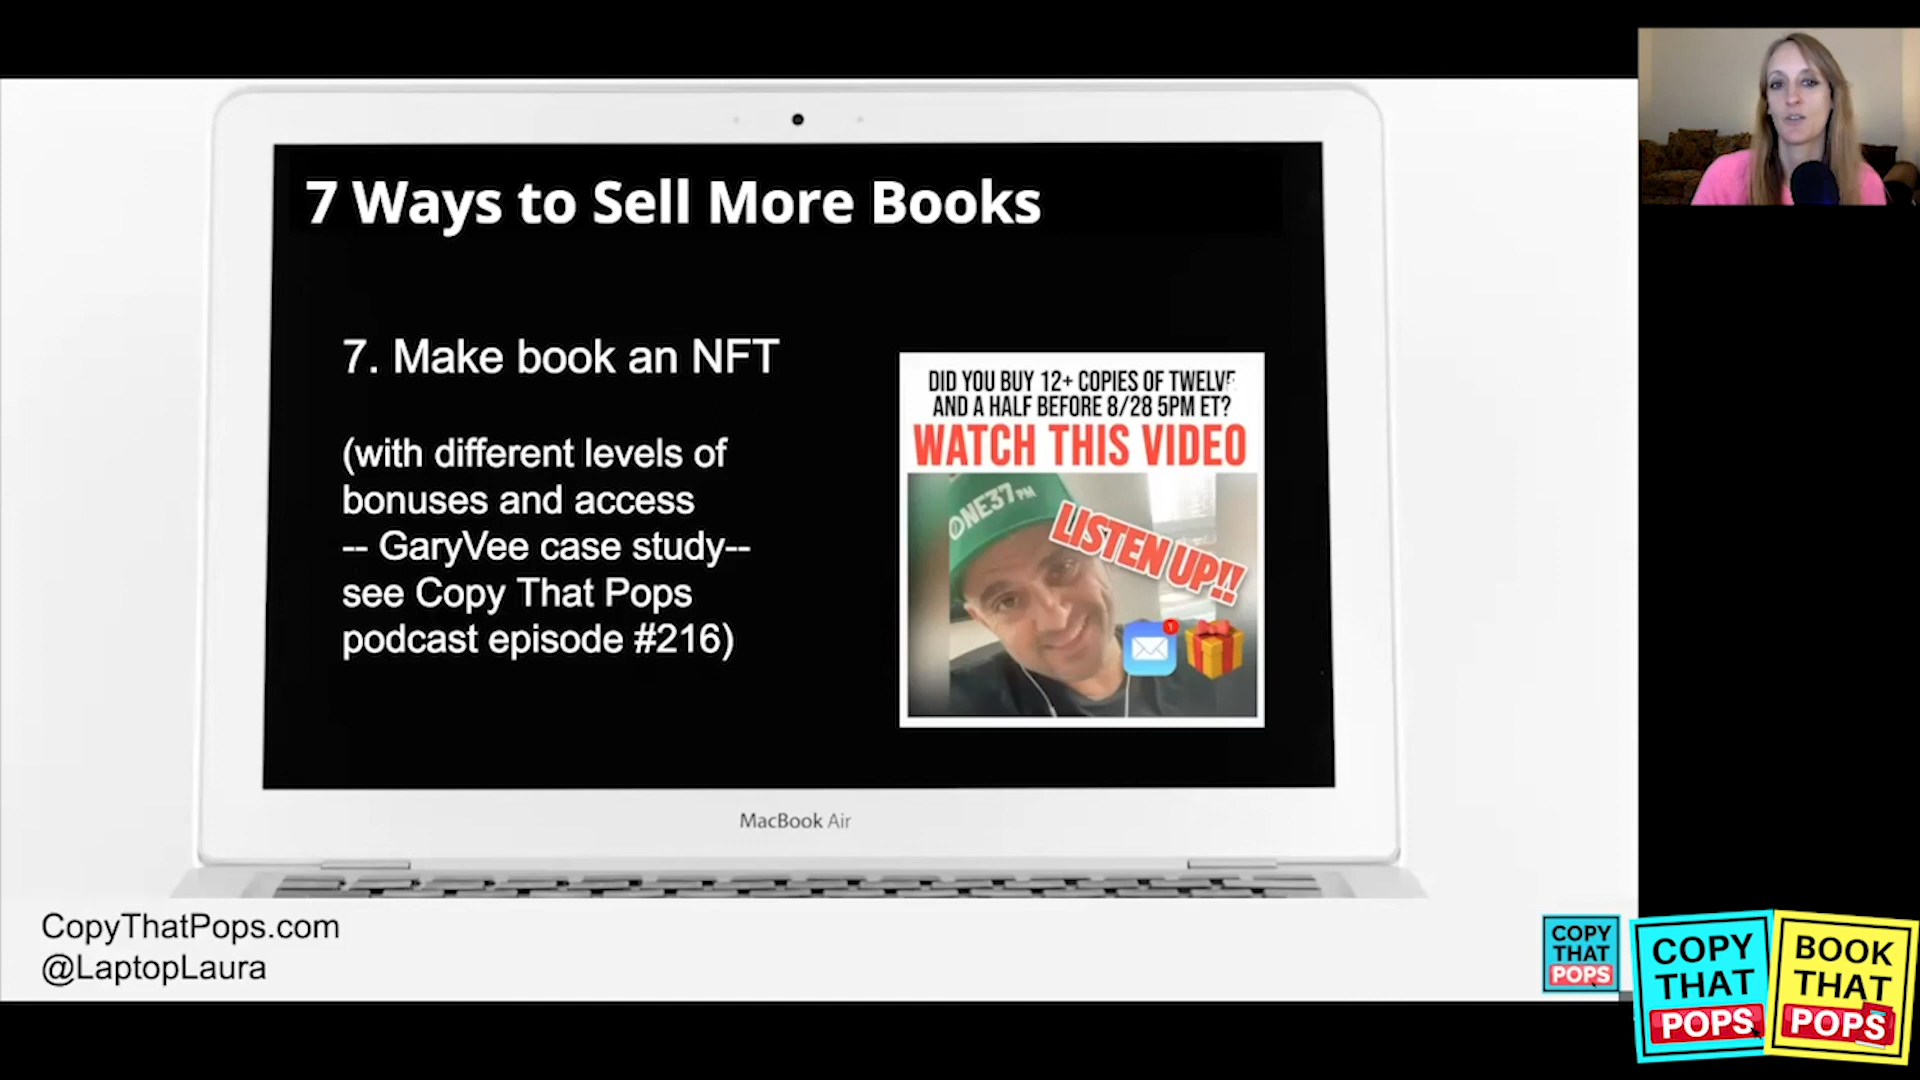 7 Ways to Sell More Books
7. Make book an NFT
(with different levels of
bonuses and access
-- GaryVee case study--
see Copy That Pops
podcast episode #216)
DID YOU BUY 12+ COPIES OF TWELVE
AND A HALF BEFORE 8/28 5PM ET?
WATCH THIS VIDEO
ONE37PM
LISTEN UP!!
1
MacBook Air
CopyThatPops.com
@LaptopLaura
COPY
THAT
POPS
COPY
THAT
POPS
BOOK
THAT
POPS